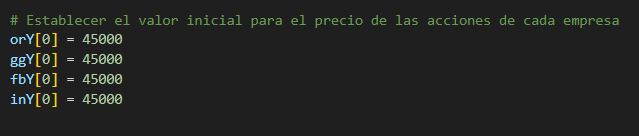 # Establecer el valor inicial para el precio de las acciones de cada empresa
orY[0] = 45000
ggY[0] = 45000
fbY[0] = 45000
inY[0] = 45000